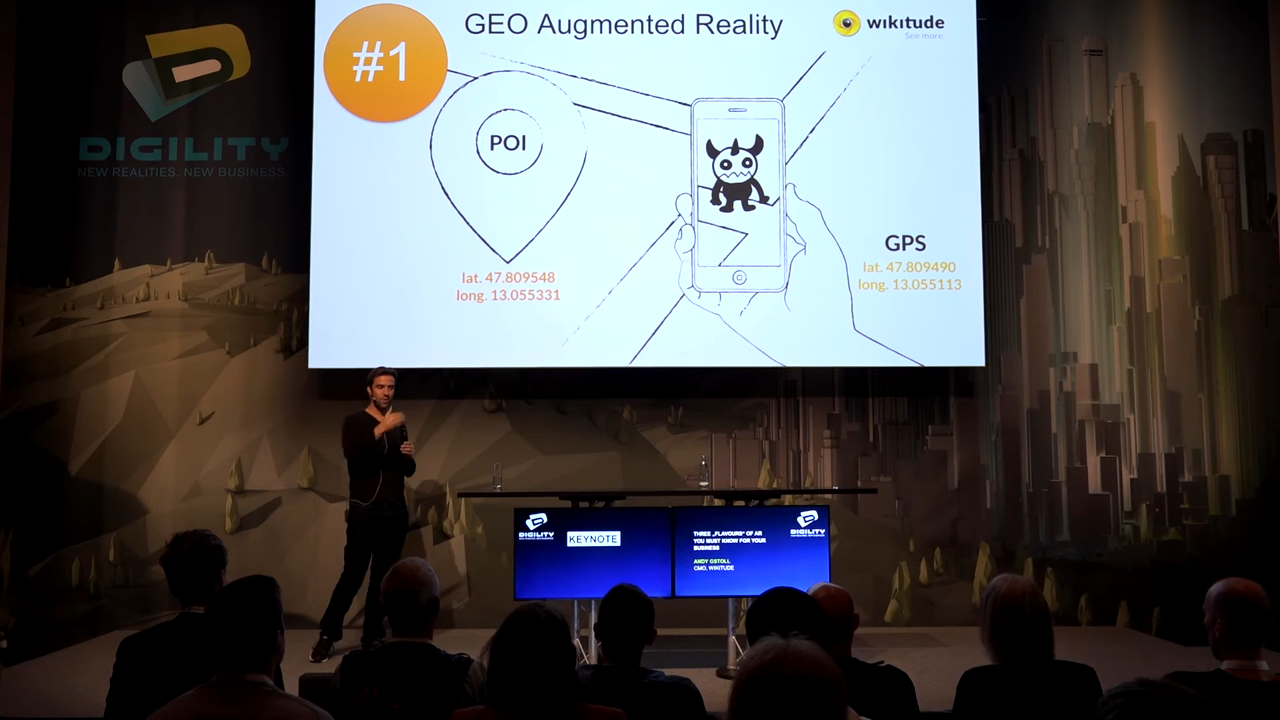 #1
GEO Augmented Reality
wikitude
See more.
POI
lat. 47.809548
long. 13.055331
GPS
lat. 47.809490
long. 13.055113
DIGILITY
NEW REALITIES. NEW BUSINESS.
DIGILITY
KEYNOTE
DIGILITY
THREE „FLAVOURS" OF AR
YOU MUST KNOW FOR YOUR
BUSINESS
ANDY GSTOLL
CMO, WIKITUDE